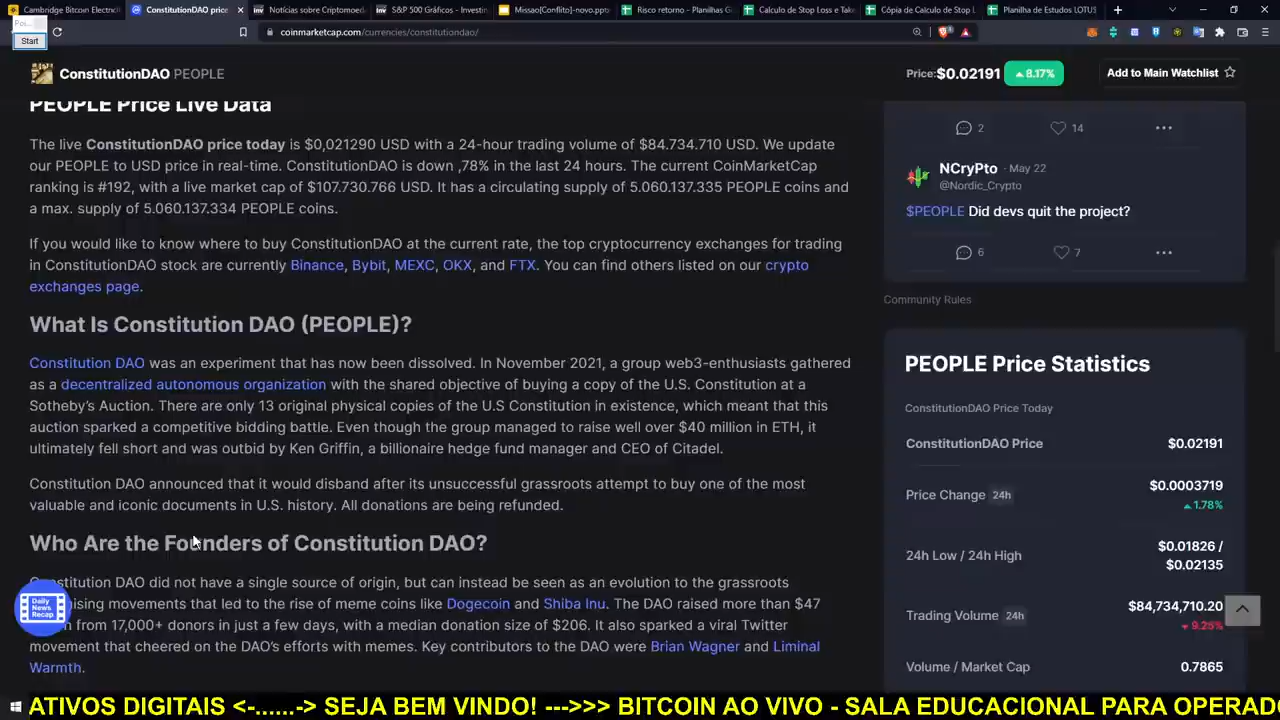 Cambridge Bitcoin Electric
ConstitutionDAO price
Notícias sobre Criptomoed
S&P 500 Gráficos - Investin
Missao[Conflito]-novo.pptx
Risco retorno - Planilhas G
Calculo de Stop Loss e Take
Cópia de Calculo de Stop L
Planilha de Estudos LOTUS
Start
coinmarketcap.com/currencies/constitutiondao/
ConstitutionDAO PEOPLE
Price: $0.02191
8.17%
Add to Main Watchlist
PEOPLE Price Live Data
The live ConstitutionDAO price today is $0,021290 USD with a 24-hour trading volume of $84.734.710 USD. We update
our PEOPLE to USD price in real-time. ConstitutionDAO is down ,78% in the last 24 hours. The current CoinMarketCap
ranking is #192, with a live market cap of $107.730.766 USD. It has a circulating supply of 5.060.137.335 PEOPLE coins and
a max. supply of 5.060.137.334 PEOPLE coins.
If you would like to know where to buy ConstitutionDAO at the current rate, the top cryptocurrency exchanges for trading
in ConstitutionDAO stock are currently Binance, Bybit, MEXC, OKX, and FTX. You can find others listed on our crypto
exchanges page.
What Is Constitution DAO (PEOPLE)?
Constitution DAO was an experiment that has now been dissolved. In November 2021, a group web3-enthusiasts gathered
as a decentralized autonomous organization with the shared objective of buying a copy of the U.S. Constitution at a
Sotheby's Auction. There are only 13 original physical copies of the U.S Constitution in existence, which meant that this
auction sparked a competitive bidding battle. Even though the group managed to raise well over $40 million in ETH, it
ultimately fell short and was outbid by Ken Griffin, a billionaire hedge fund manager and CEO of Citadel.
Constitution DAO announced that it would disband after its unsuccessful grassroots attempt to buy one of the most
valuable and iconic documents in U.S. history. All donations are being refunded.
Who Are the Founders of Constitution DAO?
Constitution DAO did not have a single source of origin, but can instead be seen as an evolution to the grassroots
ising movements that led to the rise of meme coins like Dogecoin and Shiba Inu. The DAO raised more than $47
from 17,000+ donors in just a few days, with a median donation size of $206. It also sparked a viral Twitter
movement that cheered on the DAO's efforts with memes. Key contributors to the DAO were Brian Wagner and Liminal
Warmth.
Daily
News
Recap
2
14
NCryPto · May 22
@Nordic_Crypto
$PEOPLE Did devs quit the project?
6
7
Community Rules
PEOPLE Price Statistics
ConstitutionDAO Price Today
ConstitutionDAO Price $0.02191
Price Change 24h $0.0003719
1.78%
24h Low / 24h High $0.01826 /
$0.02135
Trading Volume 24h $84,734,710.20
9.25%
Volume / Market Cap 0.7865
ATIVOS DIGITAIS <-......-> SEJA BEM VINDO! --->>> BITCOIN AO VIVO - SALA EDUCACIONAL PARA OPERADO